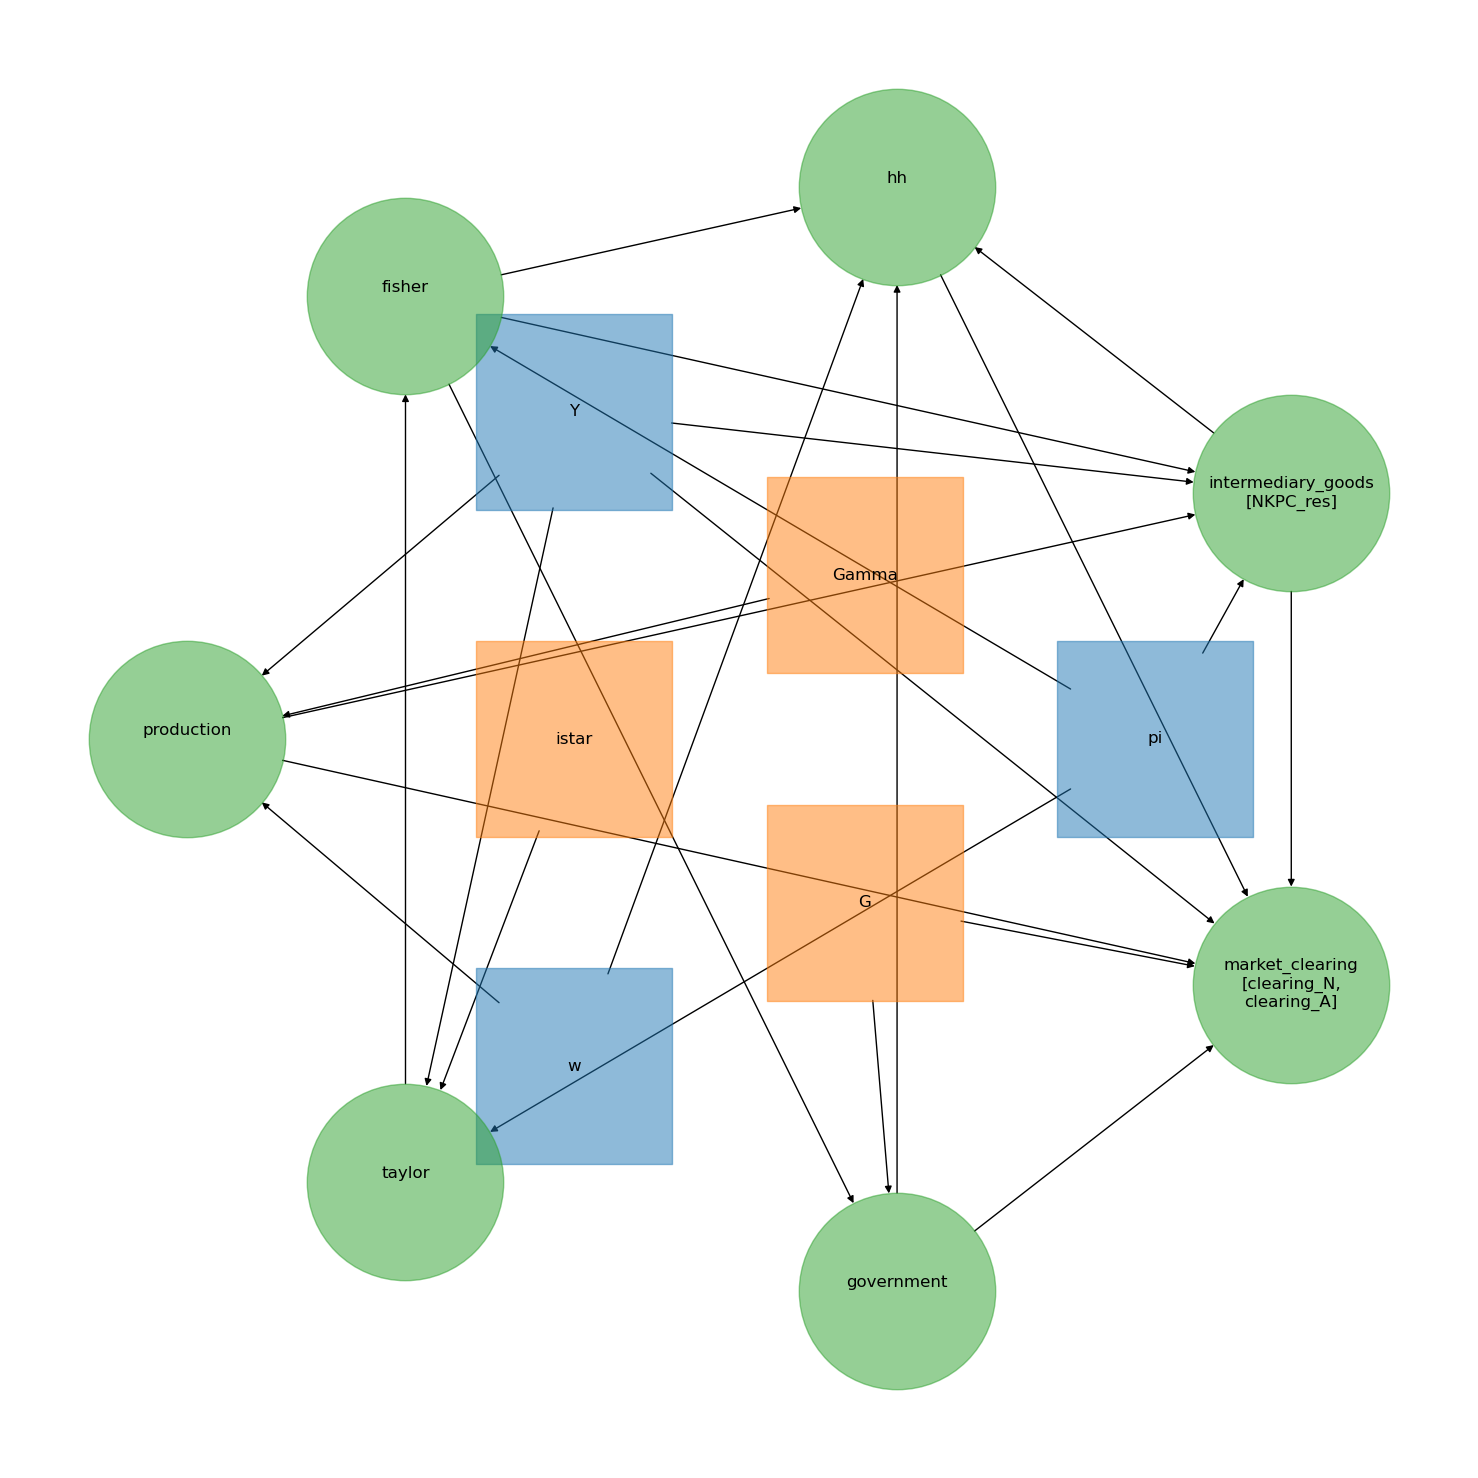 hh
fisher
Y
intermediary_goods
[NKPC_res]
Gamma
production
istar
pi
G
market_clearing
[clearing_N,
clearing_A]
w
taylor
government